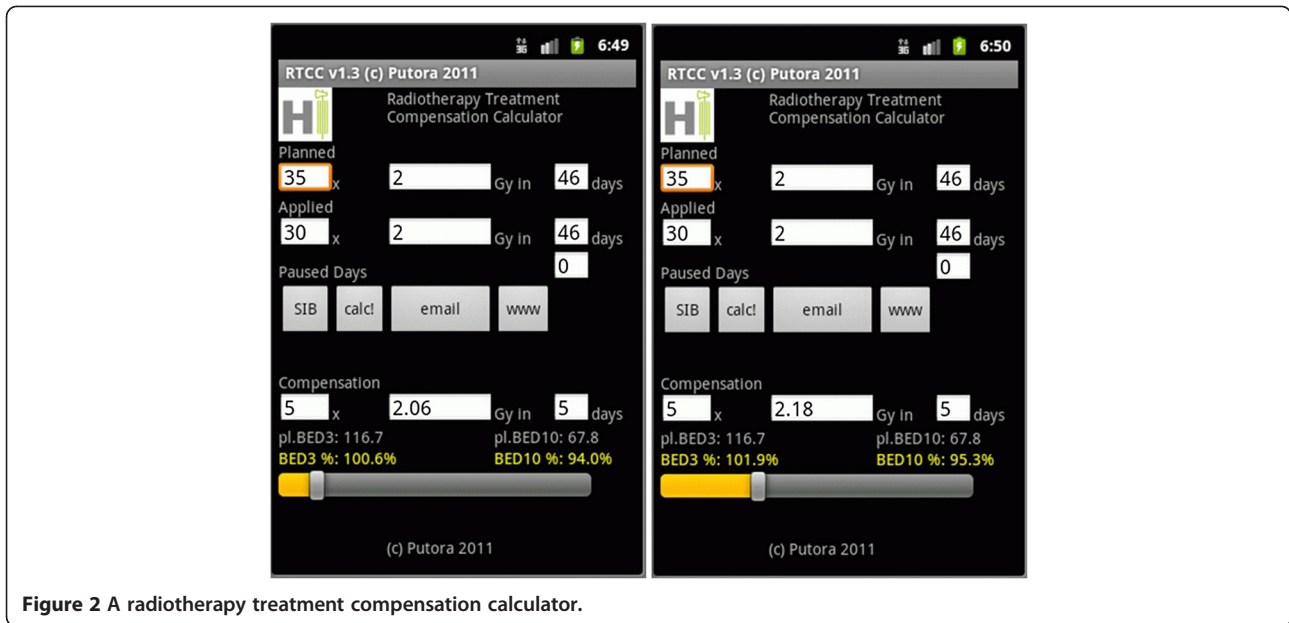 6:49
RTCC v1.3 (c) Putora 2011
H
Radiotherapy Treatment
Compensation Calculator
Planned
35 x 2 Gy in 46 days
Applied
30 x 2 Gy in 46 days
0
Paused Days
SIB calc! email www
Compensation
5 x 2.06 Gy in 5 days
pl.BED3: 116.7 pl.BED10: 67.8
BED3 %: 100.6% BED10 %: 94.0%
(c) Putora 2011
3G 6:50
RTCC v1.3 (c) Putora 2011
H
Radiotherapy Treatment
Compensation Calculator
Planned
35 x 2 Gy in 46 days
Applied
30 x 2 Gy in 46 days
0
Paused Days
SIB calc! email www
Compensation
5 x 2.18 Gy in 5 days
pl.BED3: 116.7 pl.BED10: 67.8
BED3 %: 101.9% BED10 %: 95.3%
(c) Putora 2011
Figure 2 A radiotherapy treatment compensation calculator.